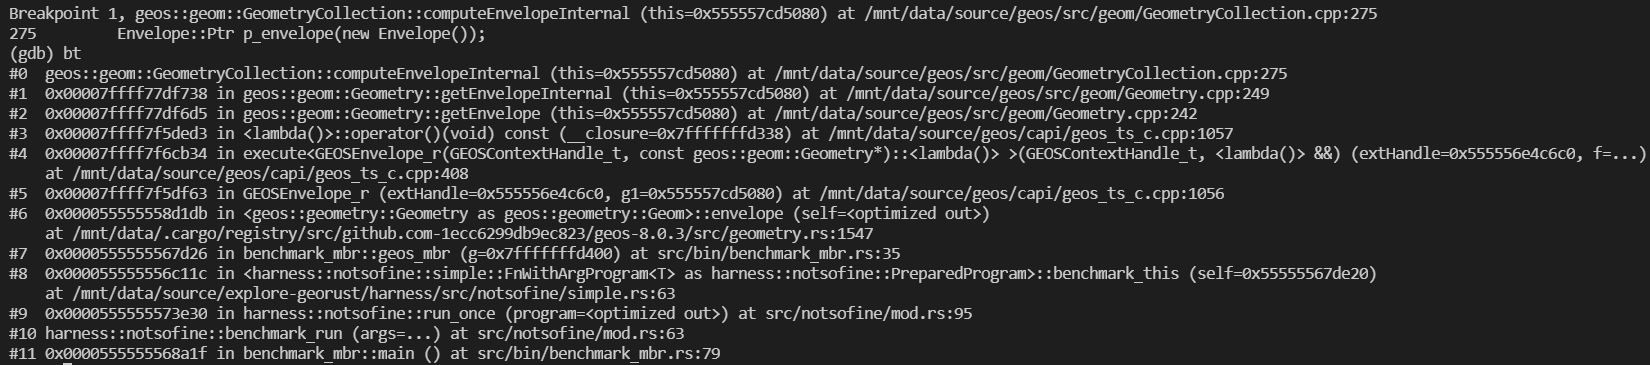 Breakpoint 1, geos::geom::GeometryCollection::computeEnvelopeInternal (this=0x555557cd5080) at /mnt/data/source/geos/src/geom/GeometryCollection.cpp:275
275         Envelope::Ptr p_envelope(new Envelope());
(gdb) bt
#0  geos::geom::GeometryCollection::computeEnvelopeInternal (this=0x555557cd5080) at /mnt/data/source/geos/src/geom/GeometryCollection.cpp:275
#1  0x00007ffff77df738 in geos::geom::Geometry::getEnvelopeInternal (this=0x555557cd5080) at /mnt/data/source/geos/src/geom/Geometry.cpp:249
#2  0x00007ffff77df6d5 in geos::geom::Geometry::getEnvelope (this=0x555557cd5080) at /mnt/data/source/geos/src/geom/Geometry.cpp:242
#3  0x00007ffff7f5ded3 in <lambda()>::operator()(void) const (__closure=0x7fffffffd338) at /mnt/data/source/geos/capi/geos_ts_c.cpp:1057
#4  0x00007ffff7f6cb34 in execute<GEOSEnvelope_r(GEOSContextHandle_t, const geos::geom::Geometry*)::<lambda()> >(GEOSContextHandle_t, <lambda()> &&) (extHandle=0x555556e4c6c0, f=...)
    at /mnt/data/source/geos/capi/geos_ts_c.cpp:408
#5  0x00007ffff7f5df63 in GEOSEnvelope_r (extHandle=0x555556e4c6c0, g1=0x555557cd5080) at /mnt/data/source/geos/capi/geos_ts_c.cpp:1056
#6  0x000055555558d1db in <geos::geometry::Geometry as geos::geometry::Geom>::envelope (self=<optimized out>)
    at /mnt/data/.cargo/registry/src/github.com-1ecc6299db9ec823/geos-8.0.3/src/geometry.rs:1547
#7  0x0000555555567d26 in benchmark_mbr::geos_mbr (g=0x7fffffffd400) at src/bin/benchmark_mbr.rs:35
#8  0x000055555556c11c in <harness::notsofine::simple::FnWithArgProgram<T> as harness::notsofine::PreparedProgram>::benchmark_this (self=0x55555567de20)
    at /mnt/data/source/explore-georust/harness/src/notsofine/simple.rs:63
#9  0x0000555555573e30 in harness::notsofine::run_once (program=<optimized out>) at src/notsofine/mod.rs:95
#10 harness::notsofine::benchmark_run (args=...) at src/notsofine/mod.rs:63
#11 0x0000555555568a1f in benchmark_mbr::main () at src/bin/benchmark_mbr.rs:79